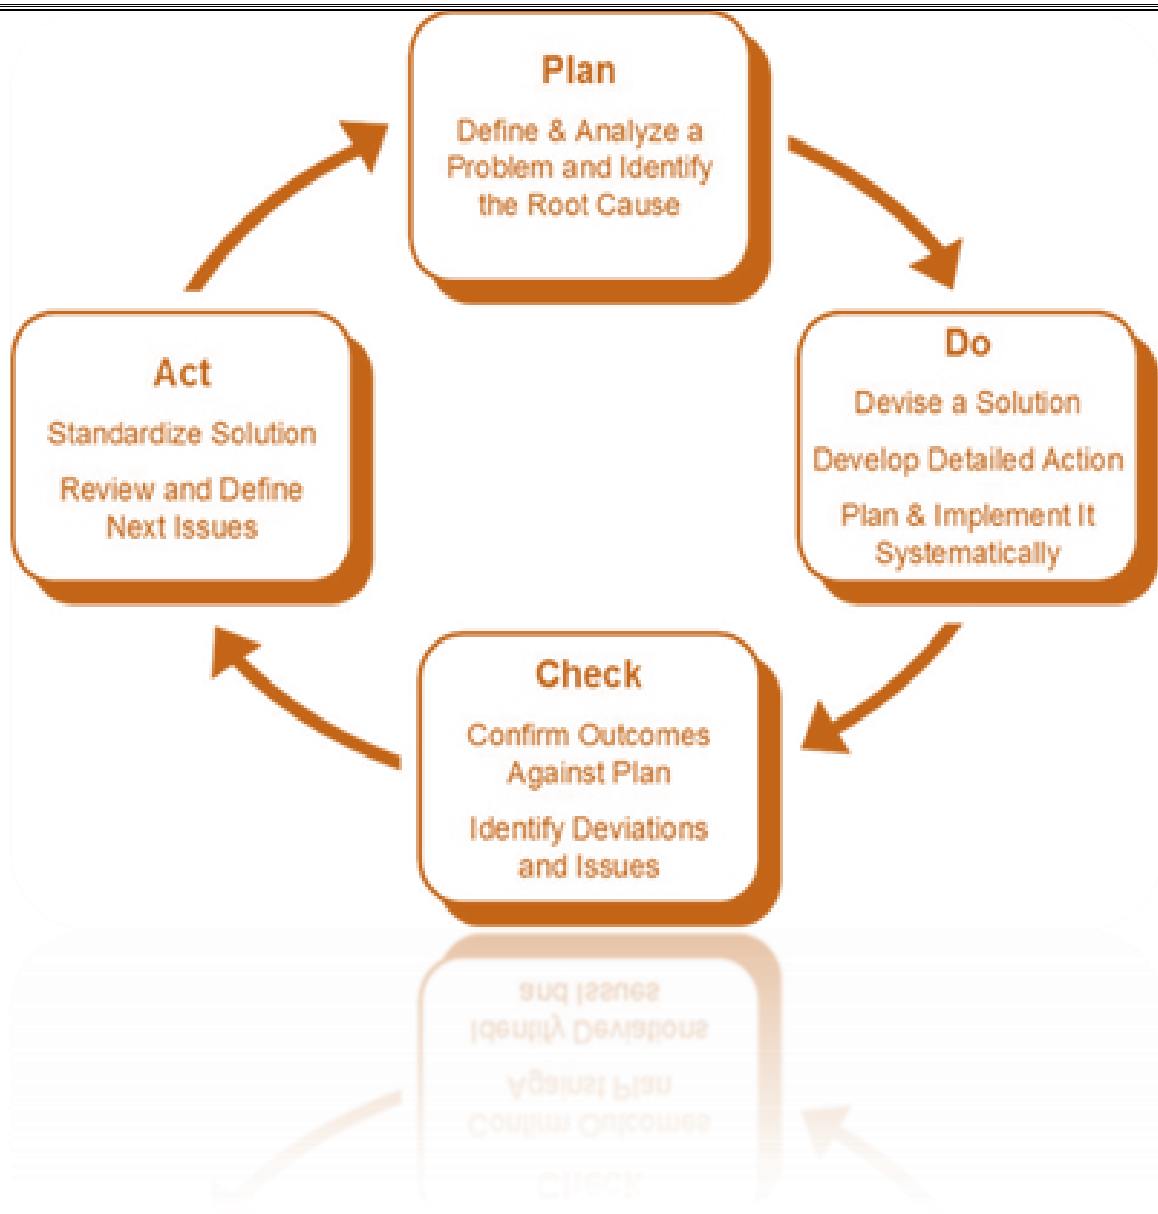 Plan
Define & Analyze a
Problem and Identify
the Root Cause
Do
Devise a Solution
Develop Detailed Action
Plan & Implement It
Systematically
Check
Confirm Outcomes
Against Plan
Identify Deviations
and Issues
Act
Standardize Solution
Review and Define
Next Issues